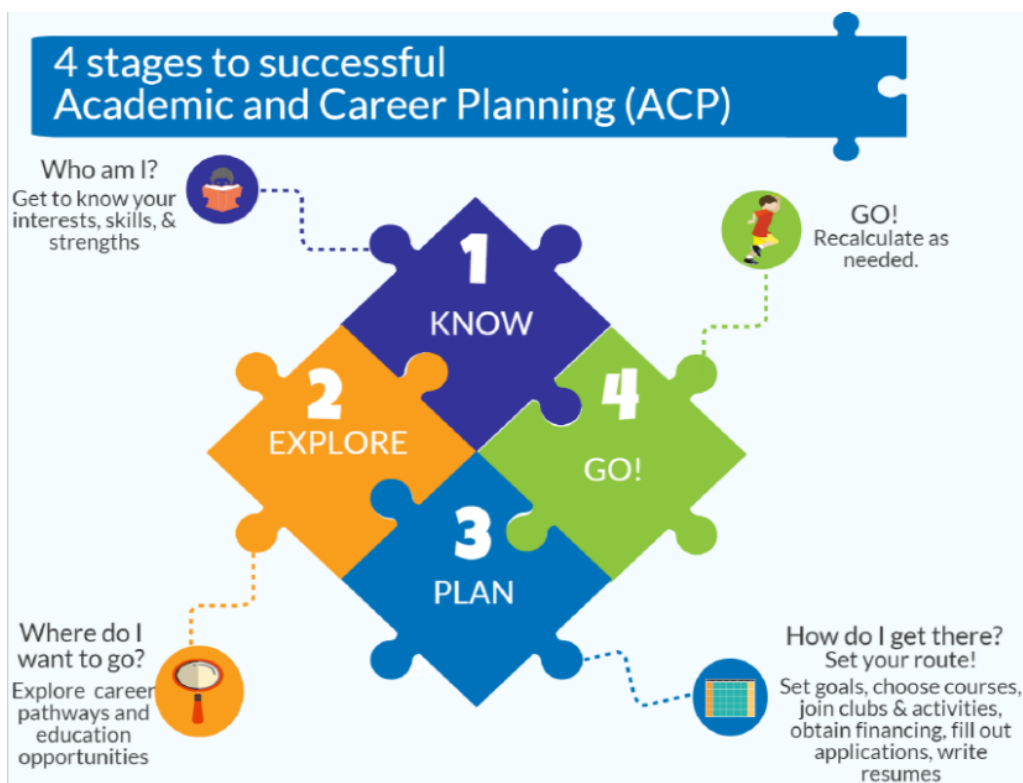 4 stages to successful
Academic and Career Planning (ACP)
Who am I?
Get to know your
interests, skills, &
strengths
1
KNOW
GO!
Recalculate as
needed.
2
EXPLORE
4
GO!
3
PLAN
Where do I
want to go?
Explore career
pathways and
education
opportunities
How do I get there?
Set your route!
Set goals, choose courses,
join clubs & activities,
obtain financing, fill out
applications, write
resumes